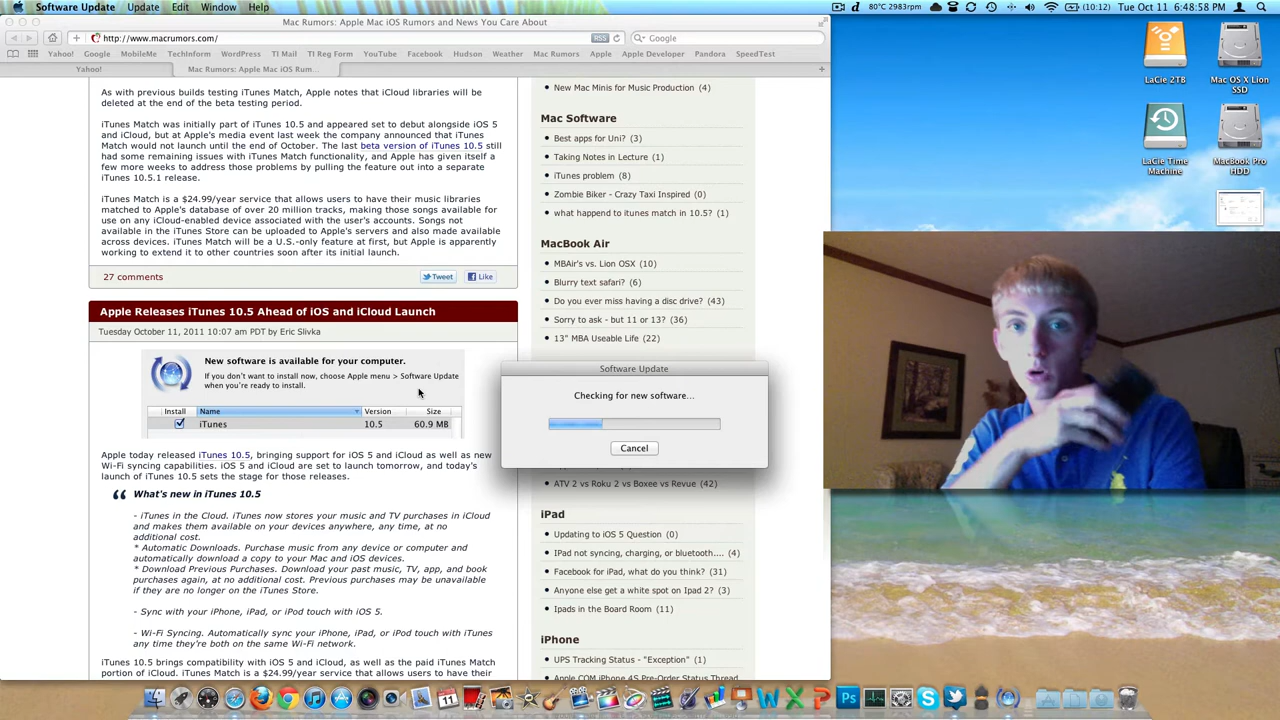 Software Update Update Edit Window Help
80°C 2983rpm (10:12) Tue Oct 11 6:48:58 PM
Mac Rumors: Apple Mac iOS Rumors and News You Care About
http://www.macrumors.com/ RSS Google
Yahoo! Google MobileMe TechInform WordPress TI Mail TI Reg Form YouTube Facebook Hudson Weather Mac Rumors Apple Apple Developer Pandora SpeedTest
Yahoo! Mac Rumors: Apple Mac iOS Rum...
As with previous builds testing iTunes Match, Apple notes that iCloud libraries will be
deleted at the end of the beta testing period.
iTunes Match was initially part of iTunes 10.5 and appeared set to debut alongside iOS 5
and iCloud, but at Apple's media event last week the company announced that iTunes
Match would not launch until the end of October. The last beta version of iTunes 10.5 still
had some remaining issues with iTunes Match functionality, and Apple has given itself a
few more weeks to address those problems by pulling the feature out into a separate
iTunes 10.5.1 release.
iTunes Match is a $24.99/year service that allows users to have their music libraries
matched to Apple's database of over 20 million tracks, making those songs available for
use on any iCloud-enabled device associated with the user's accounts. Songs not
available in the iTunes Store can be uploaded to Apple's servers and also made available
across devices. iTunes Match will be a U.S.-only feature at first, but Apple is apparently
working to extend it to other countries soon after its initial launch.
27 comments Tweet Like
Apple Releases iTunes 10.5 Ahead of iOS and iCloud Launch
Tuesday October 11, 2011 10:07 am PDT by Eric Slivka
New software is available for your computer.
If you don't want to install now, choose Apple menu > Software Update
when you're ready to install.
Install Name Version Size
iTunes 10.5 60.9 MB
Apple today released iTunes 10.5, bringing support for iOS 5 and iCloud as well as new
Wi-Fi syncing capabilities. iOS 5 and iCloud are set to launch tomorrow, and today's
launch of iTunes 10.5 sets the stage for those releases.
What's new in iTunes 10.5
- iTunes in the Cloud. iTunes now stores your music and TV purchases in iCloud
and makes them available on your devices anywhere, any time, at no
additional cost.
* Automatic Downloads. Purchase music from any device or computer and
automatically download a copy to your Mac and iOS devices.
* Download Previous Purchases. Download your past music, TV, app, and book
purchases again, at no additional cost. Previous purchases may be unavailable
if they are no longer on the iTunes Store.
- Sync with your iPhone, iPad, or iPod touch with iOS 5.
- Wi-Fi Syncing. Automatically sync your iPhone, iPad, or iPod touch with iTunes
any time they're both on the same Wi-Fi network.
iTunes 10.5 brings compatibility with iOS 5 and iCloud, as well as the paid iTunes Match
portion of iCloud. iTunes Match is a $24.99/year service that allows users to have their
New Mac Minis for Music Production (4)
Mac Software
Best apps for Uni? (3)
Taking Notes in Lecture (1)
iTunes problem (8)
Zombie Biker - Crazy Taxi Inspired (0)
what happend to itunes match in 10.5? (1)
MacBook Air
MBAir's vs. Lion OSX (10)
Blurry text safari? (6)
Do you ever miss having a disc drive? (43)
Sorry to ask - but 11 or 13? (36)
13" MBA Useable Life (22)
Software Update
Checking for new software...
Cancel
ATV 2 vs Roku 2 vs Boxee vs Revue (42)
iPad
Updating to iOS 5 Question (0)
IPad not syncing, charging, or bluetooth.... (4)
Facebook for iPad, what do you think? (31)
Anyone else get a white spot on Ipad 2? (3)
Ipads in the Board Room (11)
iPhone
UPS Tracking Status - "Exception" (1)
Apple COM iPhone 4S Pre-Order Status Thread
LaCie 2TB
Mac OS X Lion
SSD
LaCie Time
Machine
MacBook Pro
HDD